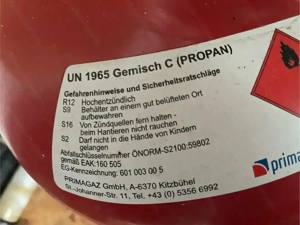 UN 1965 Gemisch C (PROPAN)
Gefahrenhinweise und Sicherheitsratschläge
R12 Hochentzündlich
S9 Behälter an einem gut belüfteten Ort
aufbewahren
S16 Von Zündquellen fern halten -
beim Hantieren nicht rauchen
S2 Darf nicht in die Hände von Kindern
gelangen
Abfallschlüsselnummer ÖNORM-S2100:59802
gemäß EAK:160 505
EG-Kennzeichnung: 601 003 00 5
PRIMAGAZ GmbH, A-6370 Kitzbühel
St.-Johanner-Str. 11, Tel. +43 (0) 5356 6992
prima